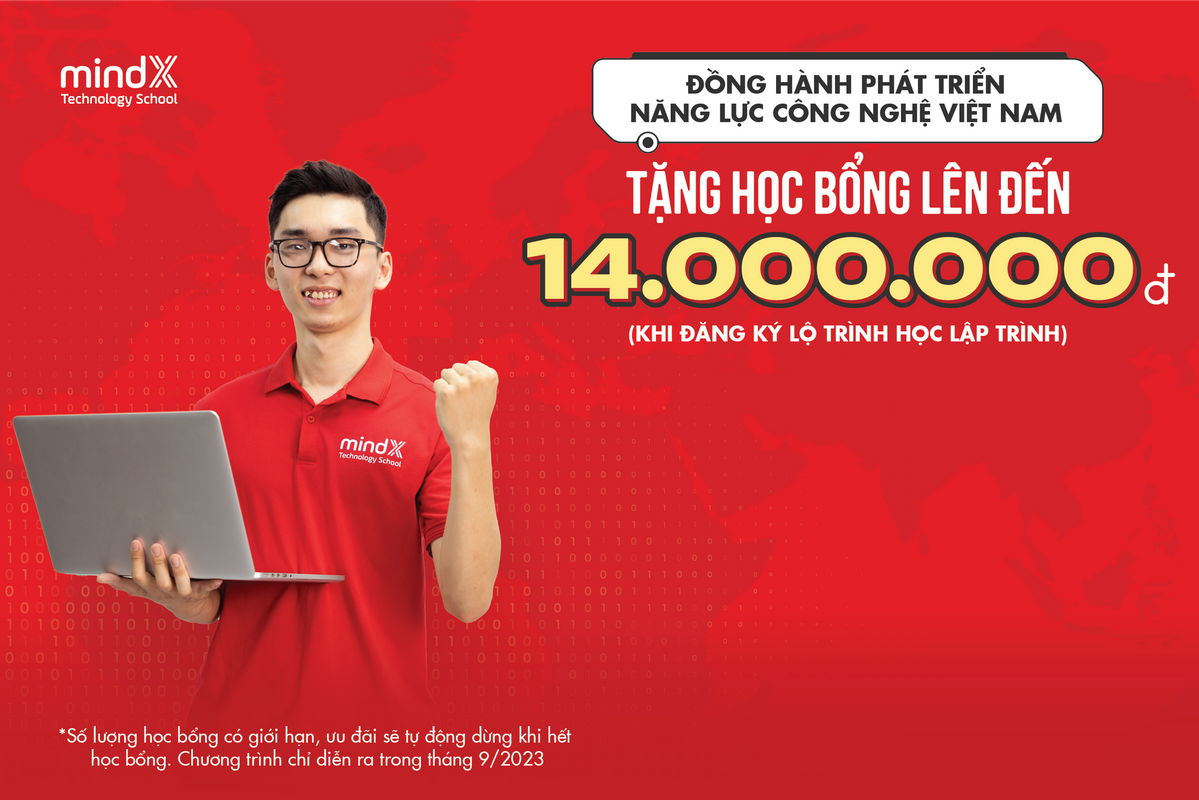 mindX
Technology School
ĐỒNG HÀNH PHÁT TRIỂN
NĂNG LỰC CÔNG NGHỆ VIỆT NAM
TẶNG HỌC BỔNG LÊN ĐẾN
14.000.000đ
(KHI ĐĂNG KÝ LỘ TRÌNH HỌC LẬP TRÌNH)
mindX
Technology School
*Số lượng học bổng có giới hạn, ưu đãi sẽ tự động dừng khi hết
học bổng. Chương trình chỉ diễn ra trong tháng 9/2023